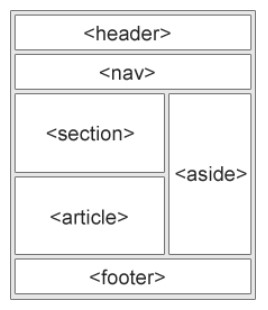 <header>
<nav>
<section>
<aside>
<article>
<footer>